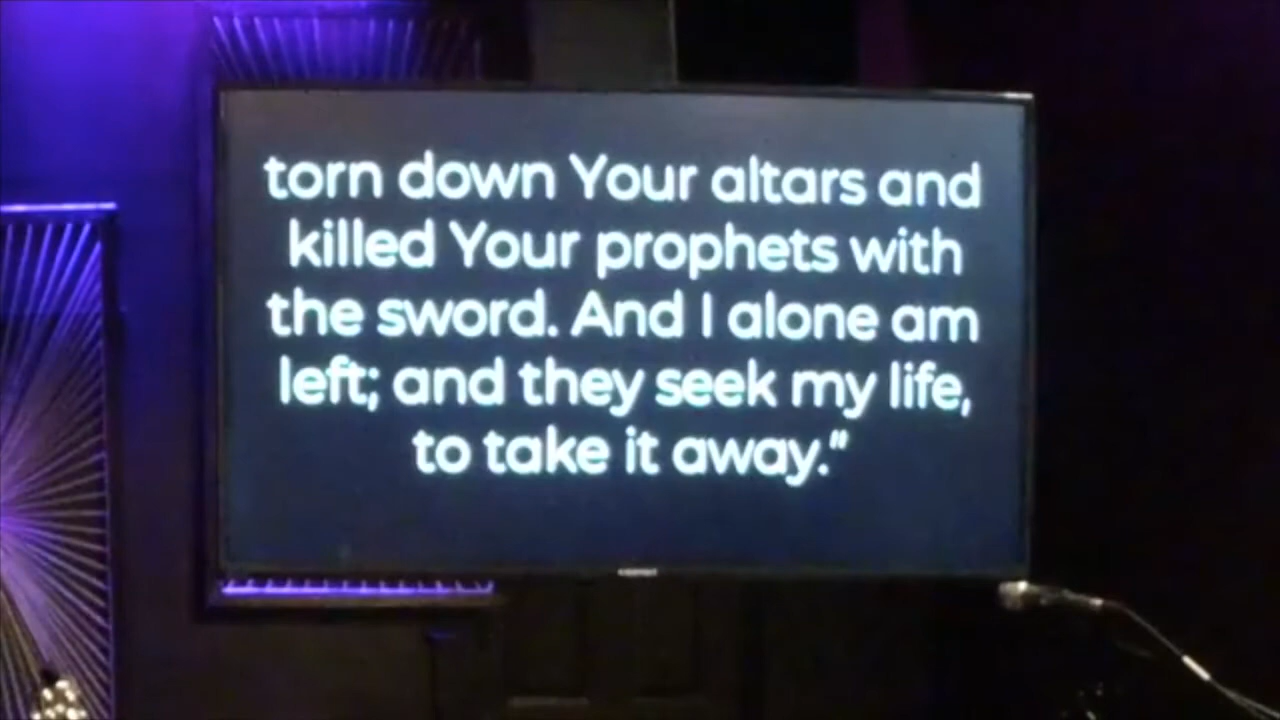 torn down Your altars and
killed Your prophets with
the sword. And I alone am
left; and they seek my life,
to take it away."